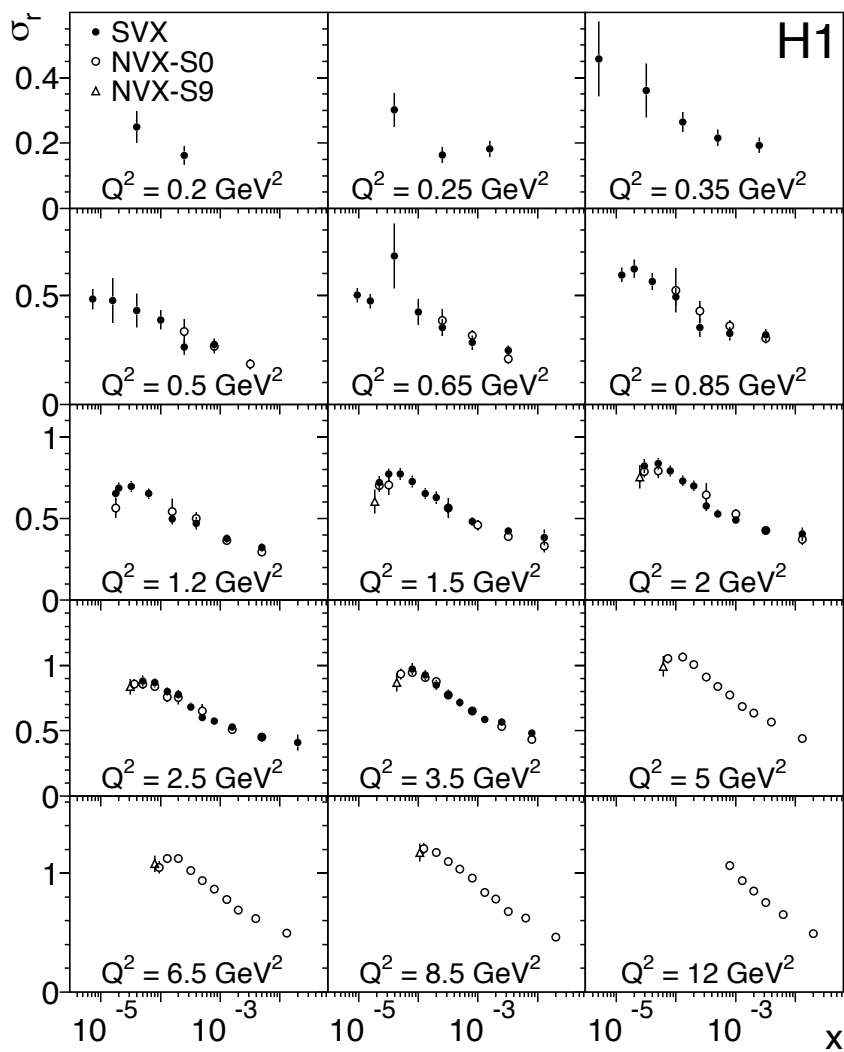 σr
H1
SVX
NVX-S0
NVX-S9
0.4
0.2
0
Q² = 0.2 GeV²
Q² = 0.25 GeV²
Q² = 0.35 GeV²
0.5
0
Q² = 0.5 GeV²
Q² = 0.65 GeV²
Q² = 0.85 GeV²
1
0.5
0
Q² = 1.2 GeV²
Q² = 1.5 GeV²
Q² = 2 GeV²
1
0.5
0
Q² = 2.5 GeV²
Q² = 3.5 GeV²
Q² = 5 GeV²
1
0
Q² = 6.5 GeV²
Q² = 8.5 GeV²
Q² = 12 GeV²
10⁻⁵ 10⁻³ 10⁻⁵ 10⁻³ 10⁻⁵ 10⁻³ x